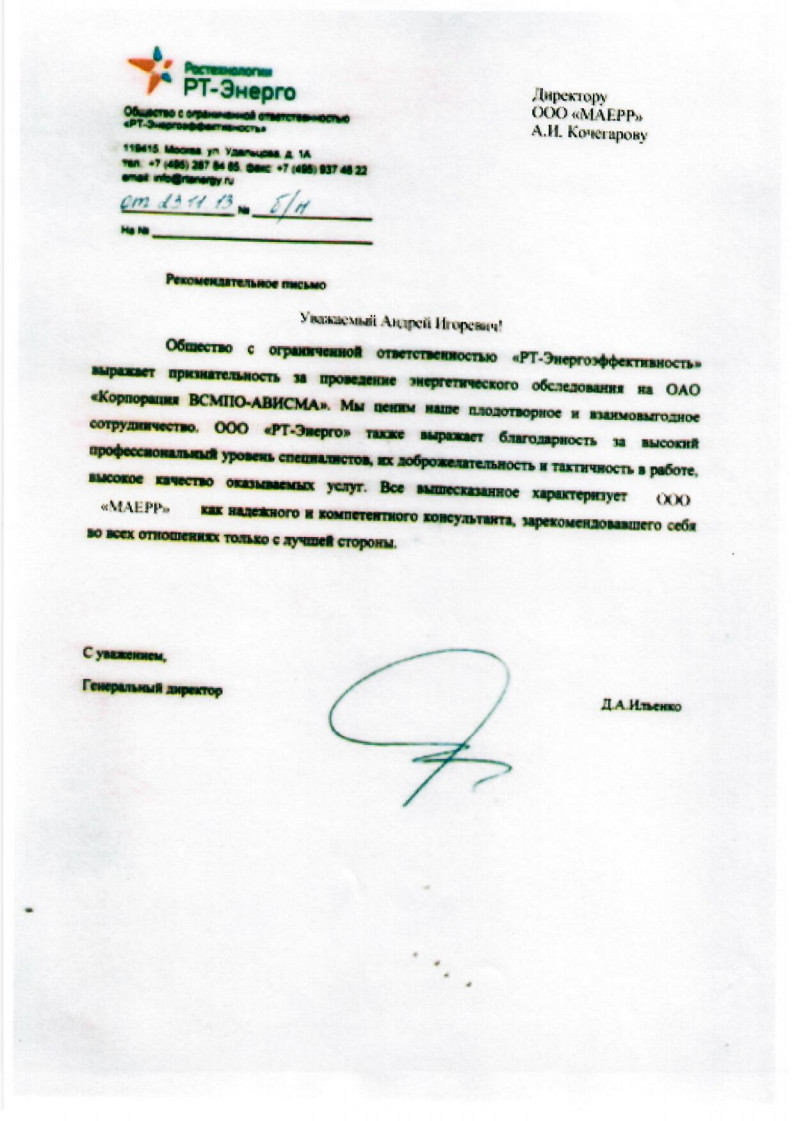 Ростехнологии
РТ-Энерго
Общество с ограниченной ответственностью
«РТ-Энергоэффективность»
119415, Москва, ул. Удальцова, д. 1А
тел.: +7 (495) 287 84 65, факс: +7 (495) 937 48 22
email: info@rtenergy.ru
от 23 11 13 № б/н
На №
Директору
ООО «МАЕРР»
А.И. Кочегарову
Рекомендательное письмо
Уважаемый Андрей Игоревич!
Общество с ограниченной ответственностью «РТ-Энергоэффективность»
выражает признательность за проведение энергетического обследования на ОАО
«Корпорация ВСМПО-АВИСМА». Мы ценим наше плодотворное и взаимовыгодное
сотрудничество. ООО «РТ-Энерго» также выражает благодарность за высокий
профессиональный уровень специалистов, их доброжелательность и тактичность в работе,
высокое качество оказываемых услуг. Все вышесказанное характеризует ООО
«МАЕРР» как надежного и компетентного консультанта, зарекомендовавшего себя
во всех отношениях только с лучшей стороны.
С уважением,
Генеральный директор
Д.А.Ильенко